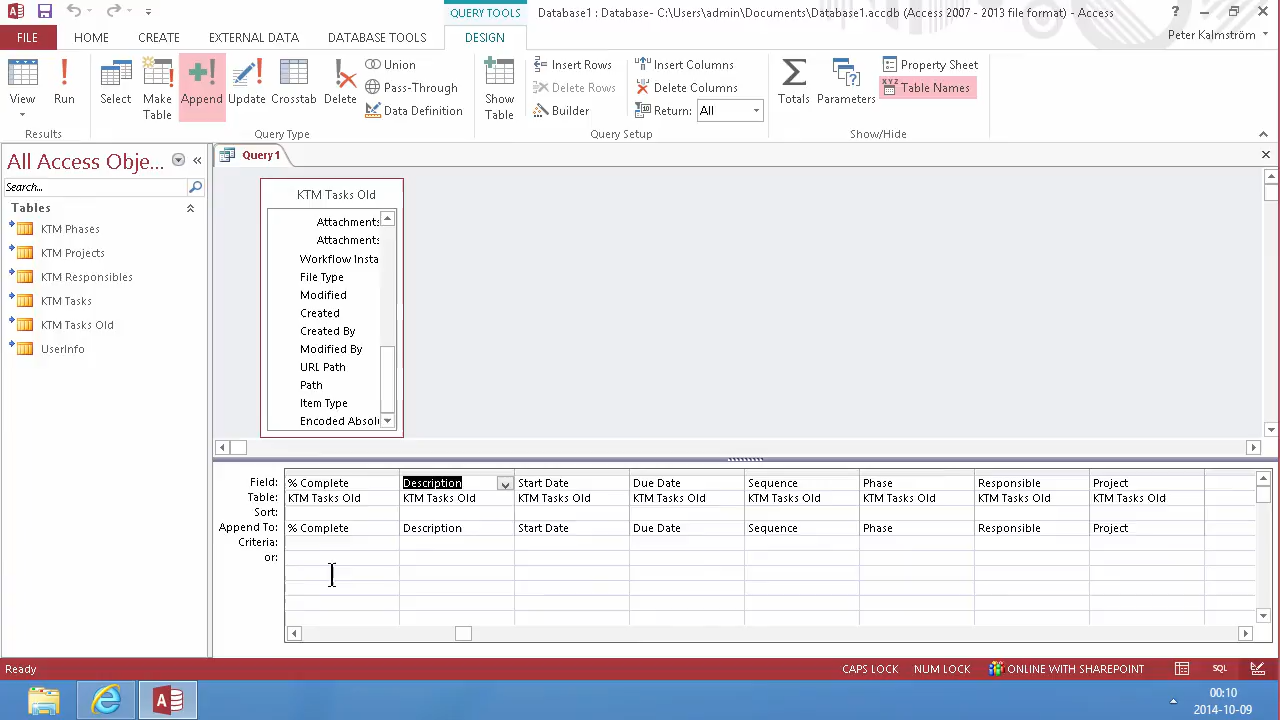 QUERY TOOLS
Database1 : Database- C:\Users\admin\Documents\Database1.accdb (Access 2007 - 2013 file format) - Access
?
FILE HOME CREATE EXTERNAL DATA DATABASE TOOLS DESIGN
Peter Kalmström
View
Run
Select
Make Table
Append
Update
Crosstab
Delete
Union
Pass-Through
Data Definition
Show Table
Insert Rows
Delete Rows
Builder
Insert Columns
Delete Columns
Return: All
Totals
Parameters
Property Sheet
XYZ
Table Names
Results
Query Type
Query Setup
Show/Hide
All Access Obje...
Search...
Tables
KTM Phases
KTM Projects
KTM Responsibles
KTM Tasks
KTM Tasks Old
UserInfo
Query1
KTM Tasks Old
Attachments
Attachments
Workflow Insta
File Type
Modified
Created
Created By
Modified By
URL Path
Path
Item Type
Encoded Absol
Field: % Complete Description Start Date Due Date Sequence Phase Responsible Project
Table: KTM Tasks Old KTM Tasks Old KTM Tasks Old KTM Tasks Old KTM Tasks Old KTM Tasks Old KTM Tasks Old KTM Tasks Old
Sort:
Append To: % Complete Description Start Date Due Date Sequence Phase Responsible Project
Criteria:
or:
Ready
CAPS LOCK NUM LOCK ONLINE WITH SHAREPOINT SQL
00:10
2014-10-09